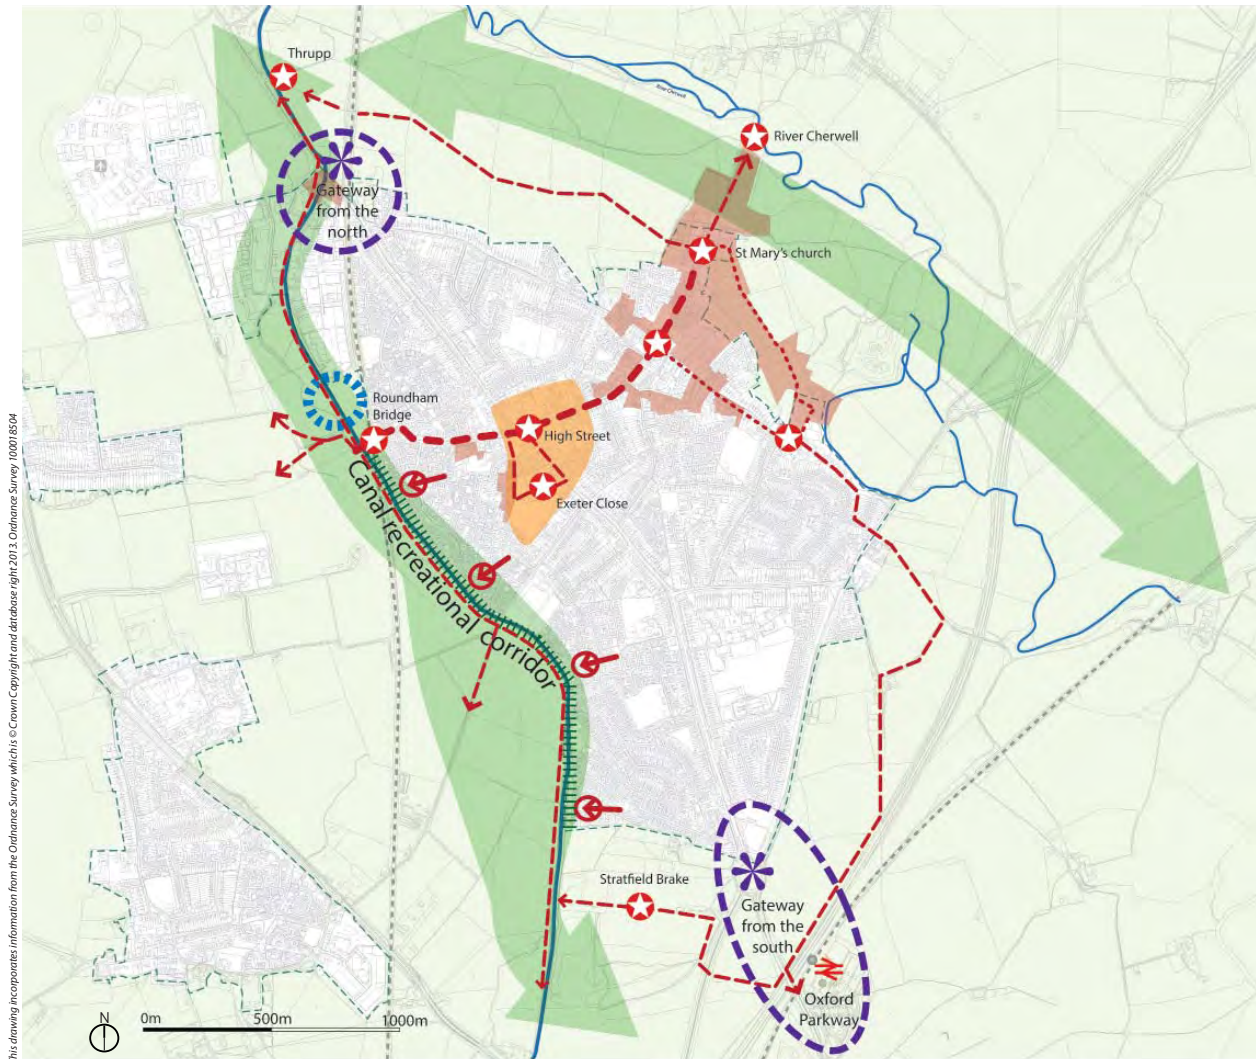 Thrupp
River Cherwell
River Cherwell
Gateway
from the
north
St Mary's church
Roundham
Bridge
High Street
Exeter Close
Canal recreational corridor
Stratfield Brake
Gateway
from the
south
Oxford
Parkway
N
0m
500m
1000m
This drawing incorporates information from the Ordnance Survey which is © Crown Copyright and database right 2013. Ordnance Survey 100018504